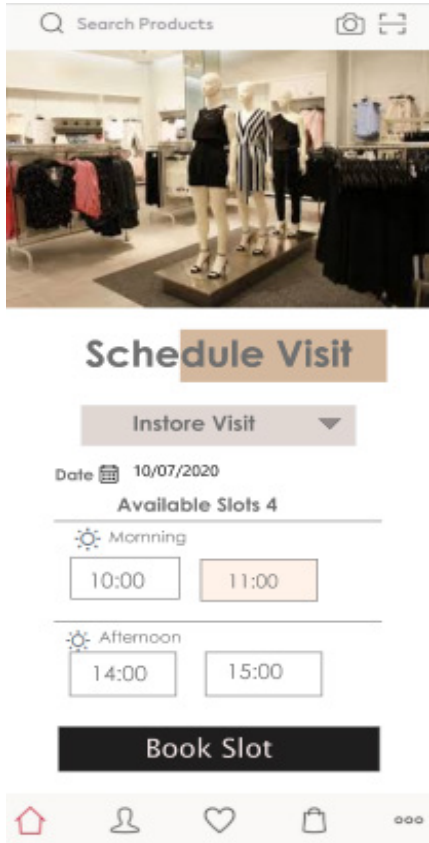 Search Products
Schedule Visit
Instore Visit
Date 10/07/2020
Available Slots 4
Mornning
10:00 11:00
Afternoon
14:00 15:00
Book Slot